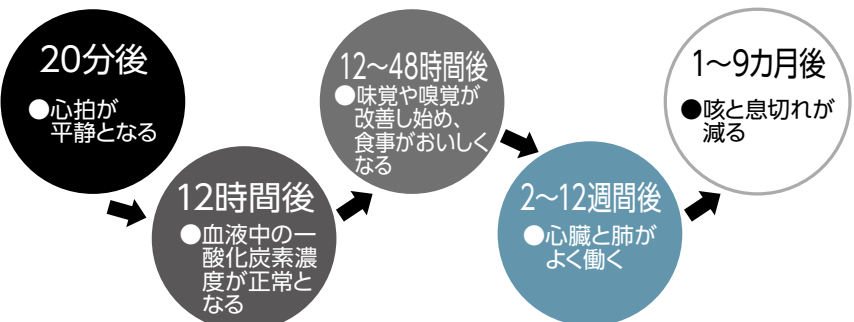 20分後
●心拍が
平静となる
12時間後
●血液中の一
酸化炭素濃
度が正常と
なる
12〜48時間後
●味覚や嗅覚が
改善し始め、
食事がおいしく
なる
2〜12週間後
●心臓と肺が
よく働く
1〜9カ月後
●咳と息切れが
減る